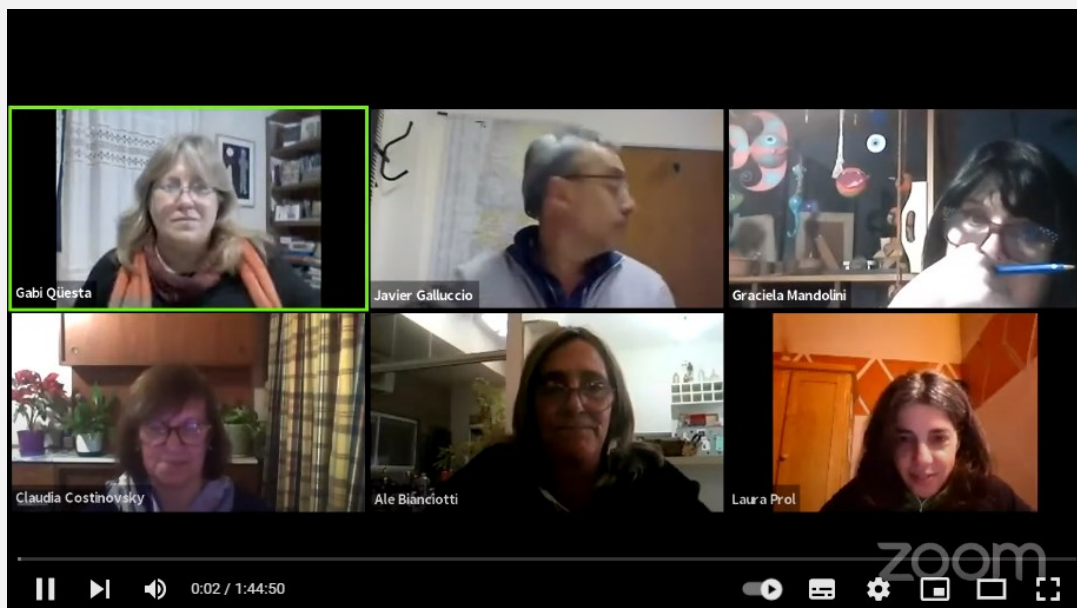 Gabi Qüesta
Javier Galluccio
Graciela Mandolini
Claudia Costinovsky
Ale Bianciotti
Laura Prol
zoom
0:02 / 1:44:50